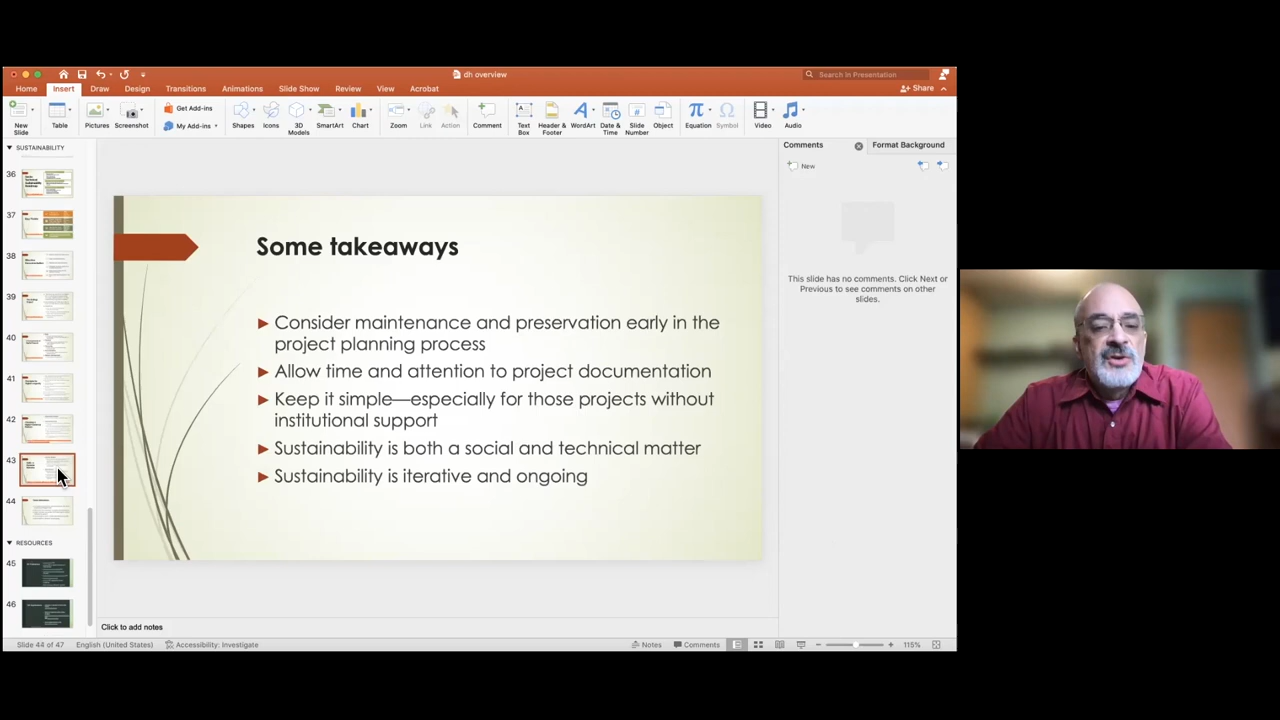 dh overview
Search in Presentation
Home Insert Draw Design Transitions Animations Slide Show Review View Acrobat
Share
New Slide
Table
Pictures
Screenshot
Get Add-ins
My Add-ins
Shapes
Icons
3D Models
SmartArt
Chart
Zoom
Link
Action
Comment
Text Box
Header & Footer
WordArt
Date & Time
Slide Number
Object
Equation
Symbol
Video
Audio
SUSTAINABILITY
36
37
38
39
40
41
42
43
44
RESOURCES
45
46
Some takeaways
Consider maintenance and preservation early in the
project planning process
Allow time and attention to project documentation
Keep it simple—especially for those projects without
institutional support
Sustainability is both a social and technical matter
Sustainability is iterative and ongoing
Comments
Format Background
New
This slide has no comments. Click Next or
Previous to see comments on other
slides.
Click to add notes
Slide 44 of 47 English (United States) Accessibility: Investigate
Notes Comments 115%